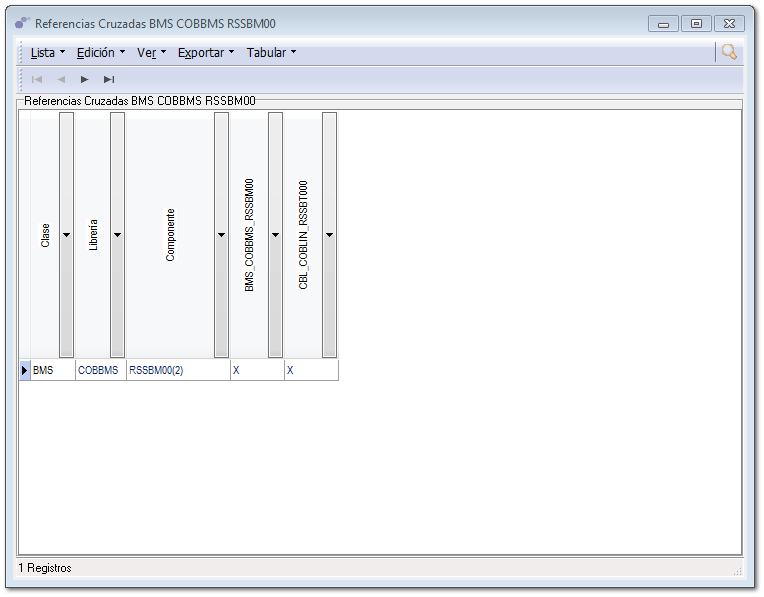 Referencias Cruzadas BMS COBBMS RSSBM00
Lista Edición Ver Exportar Tabular
Referencias Cruzadas BMS COBBMS RSSBM00
Clase Librería Componente BMS_COBBMS_RSSBM00 CBL_COBLIN_RSSBT000
BMS COBBMS RSSBM00(2) X X
1 Registros